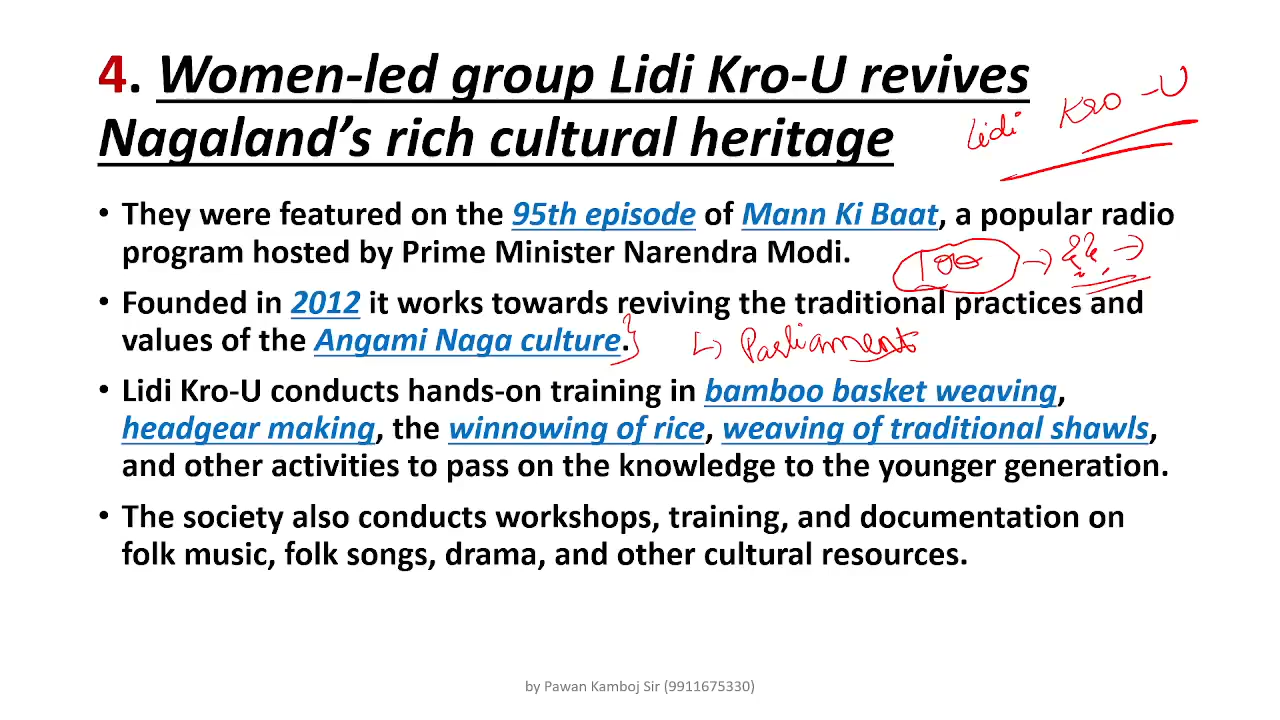 4. Women-led group Lidi Kro-U revives
Nagaland’s rich cultural heritage
Lidi Kro-U
• They were featured on the 95th episode of Mann Ki Baat, a popular radio
program hosted by Prime Minister Narendra Modi.
100
• Founded in 2012 it works towards reviving the traditional practices and
values of the Angami Naga culture.
Parliament
• Lidi Kro-U conducts hands-on training in bamboo basket weaving,
headgear making, the winnowing of rice, weaving of traditional shawls,
and other activities to pass on the knowledge to the younger generation.
• The society also conducts workshops, training, and documentation on
folk music, folk songs, drama, and other cultural resources.
by Pawan Kamboj Sir (9911675330)